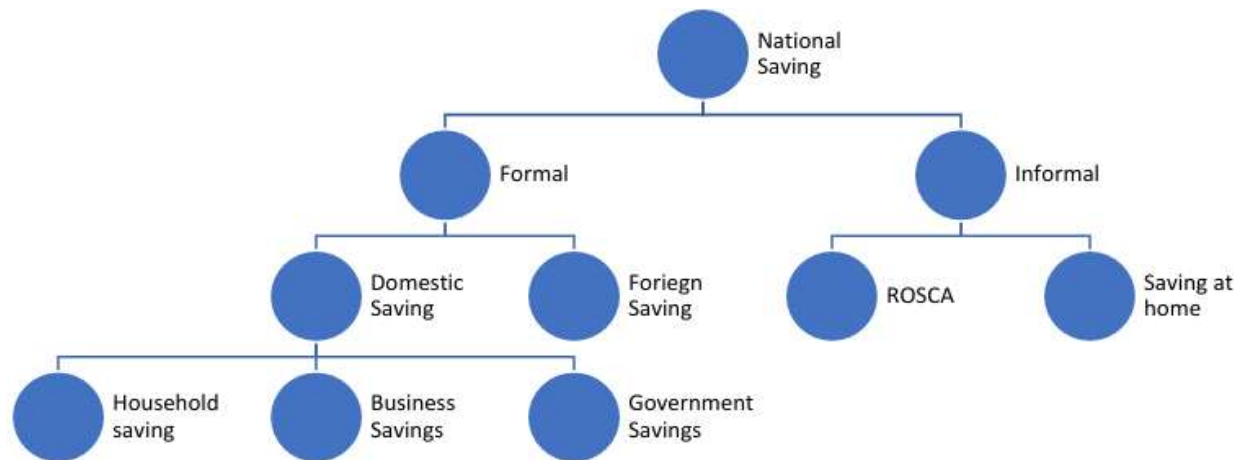 National
Saving
Formal
Informal
Domestic
Saving
Foriegn
Saving
ROSCA
Saving at
home
Household
saving
Business
Savings
Government
Savings